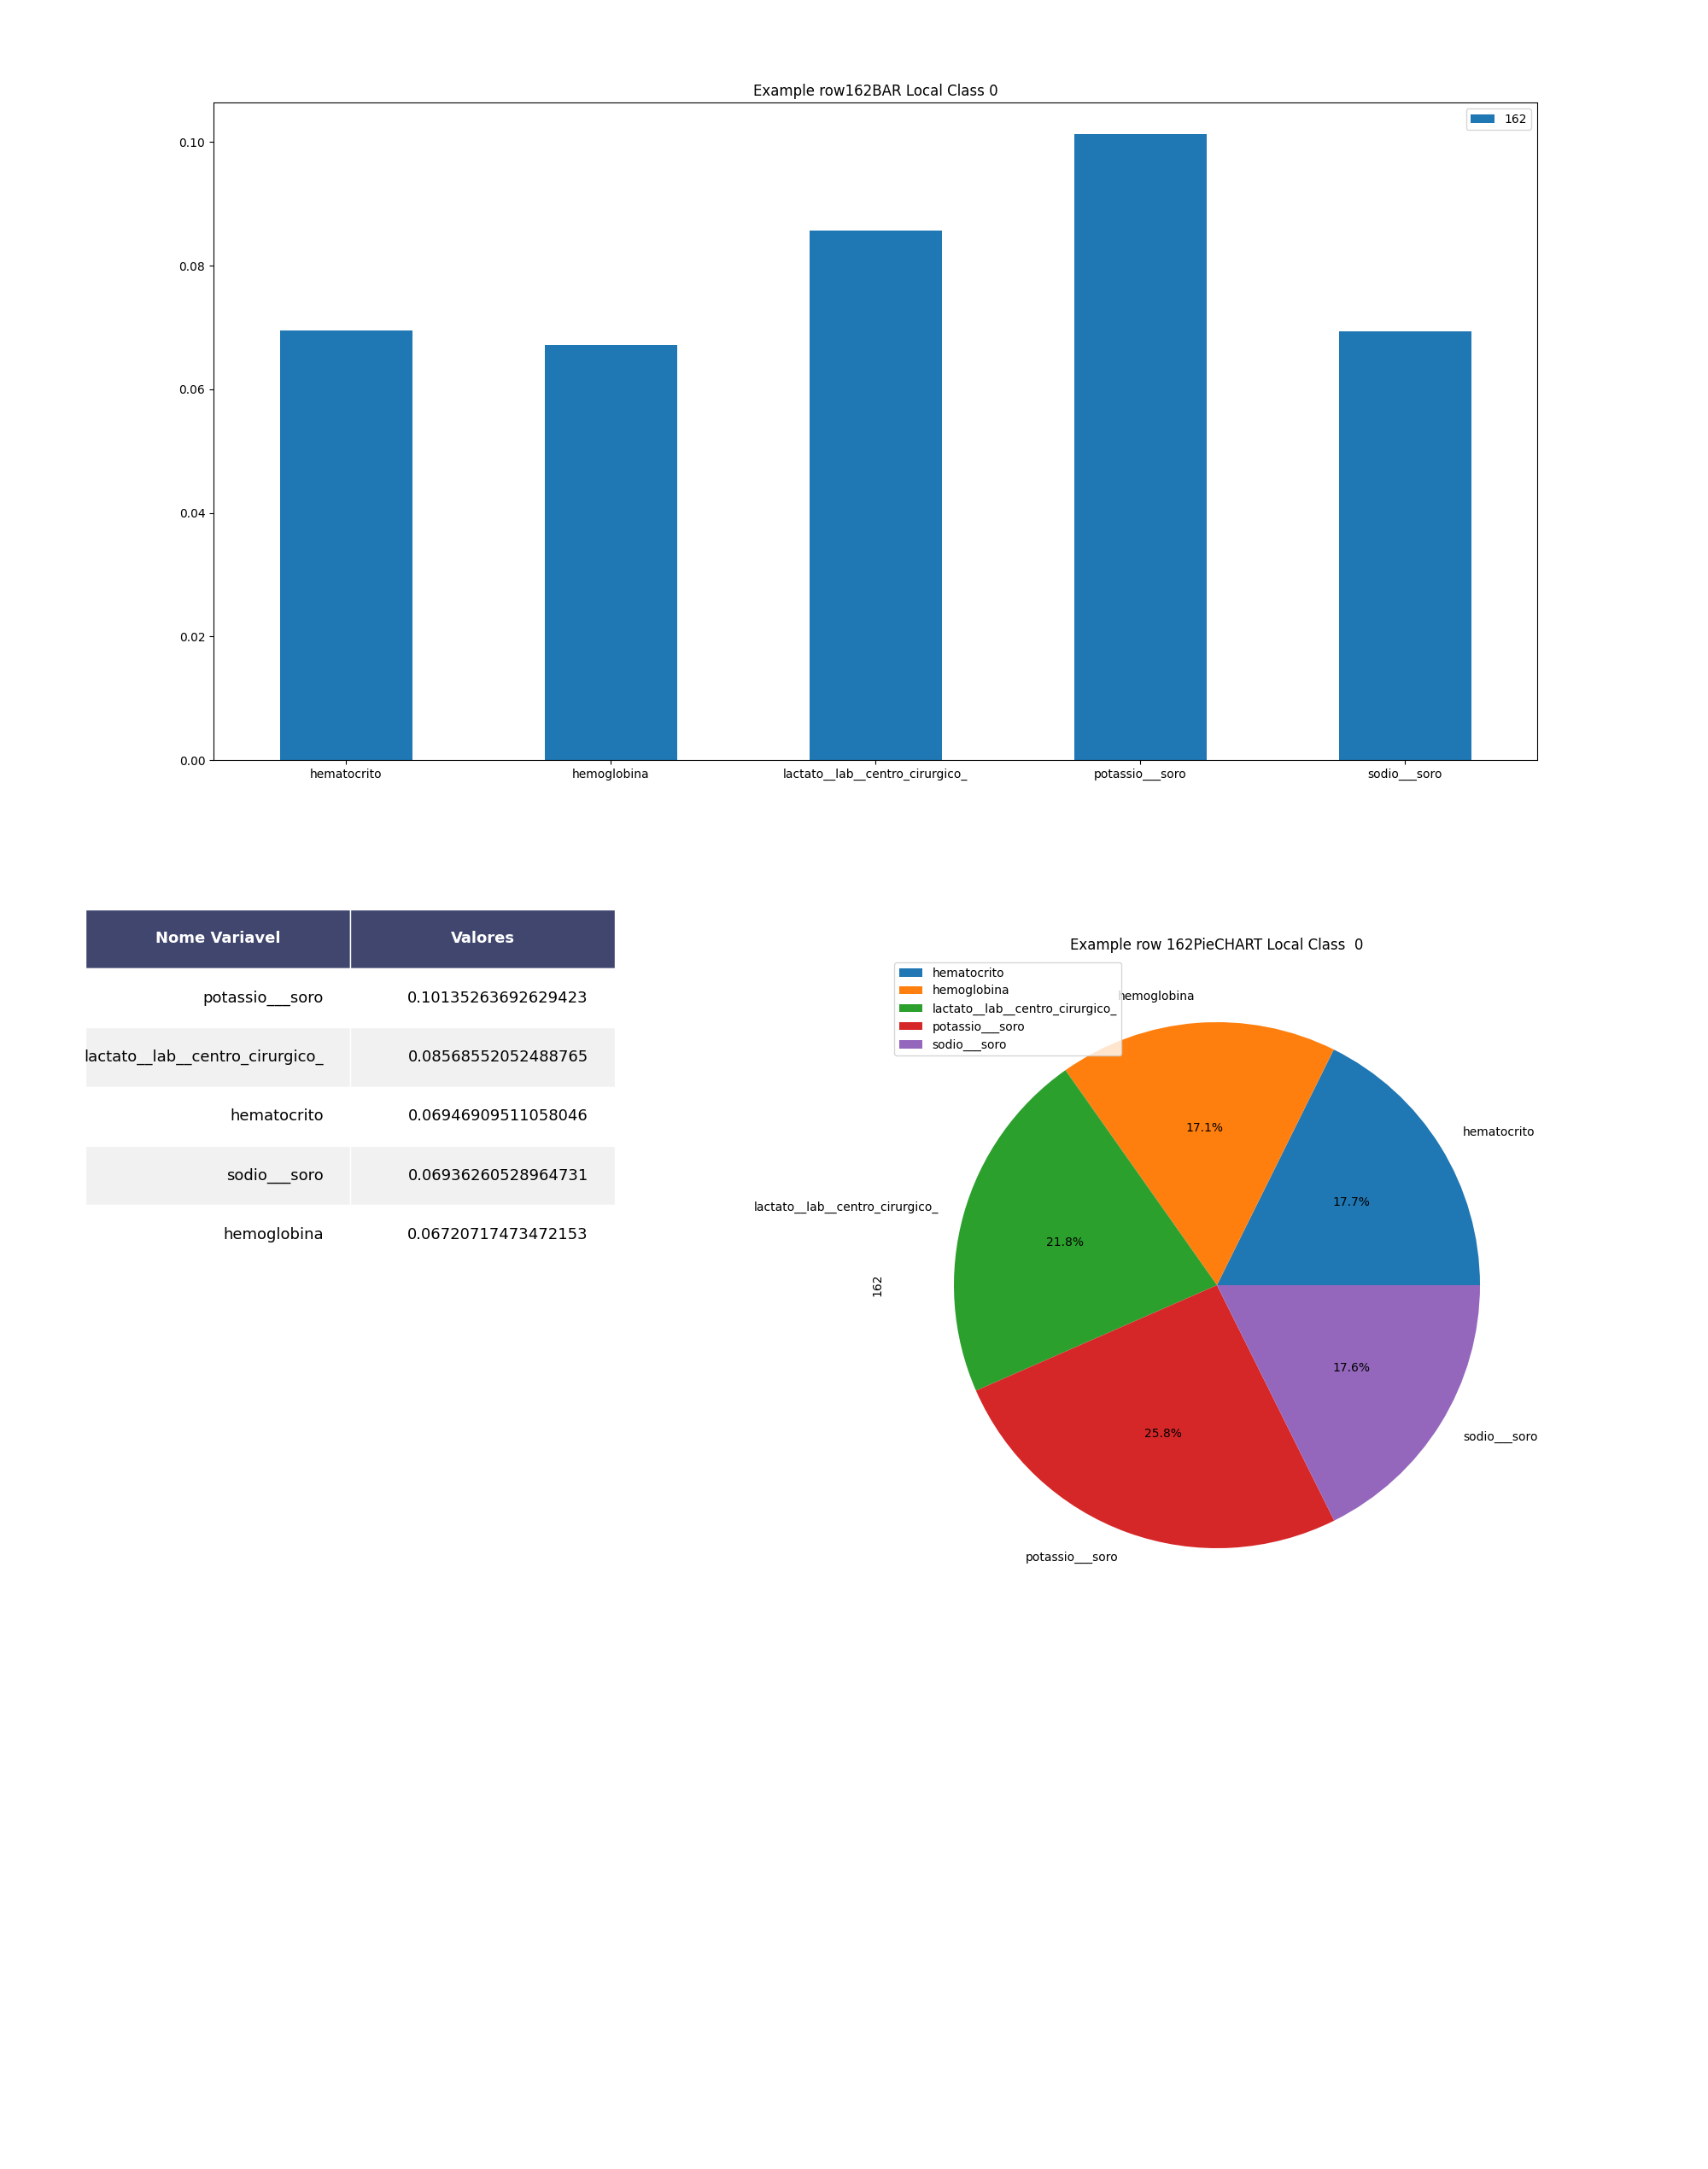 Example row162BAR Local Class 0
162
0.10
0.08
0.06
0.04
0.02
0.00
hematocrito
hemoglobina
lactato__lab__centro_cirurgico_
potassio___soro
sodio___soro
Nome Variavel Valores
potassio___soro 0.10135263692629423
lactato__lab__centro_cirurgico_ 0.08568552052488765
hematocrito 0.06946909511058046
sodio___soro 0.06936260528964731
hemoglobina 0.06720717473472153
Example row 162PieCHART Local Class  0
hematocrito
hemoglobina
lactato__lab__centro_cirurgico_
potassio___soro
sodio___soro
hemoglobina
hematocrito
17.1%
17.7%
lactato__lab__centro_cirurgico_
21.8%
162
17.6%
25.8%
sodio___soro
potassio___soro